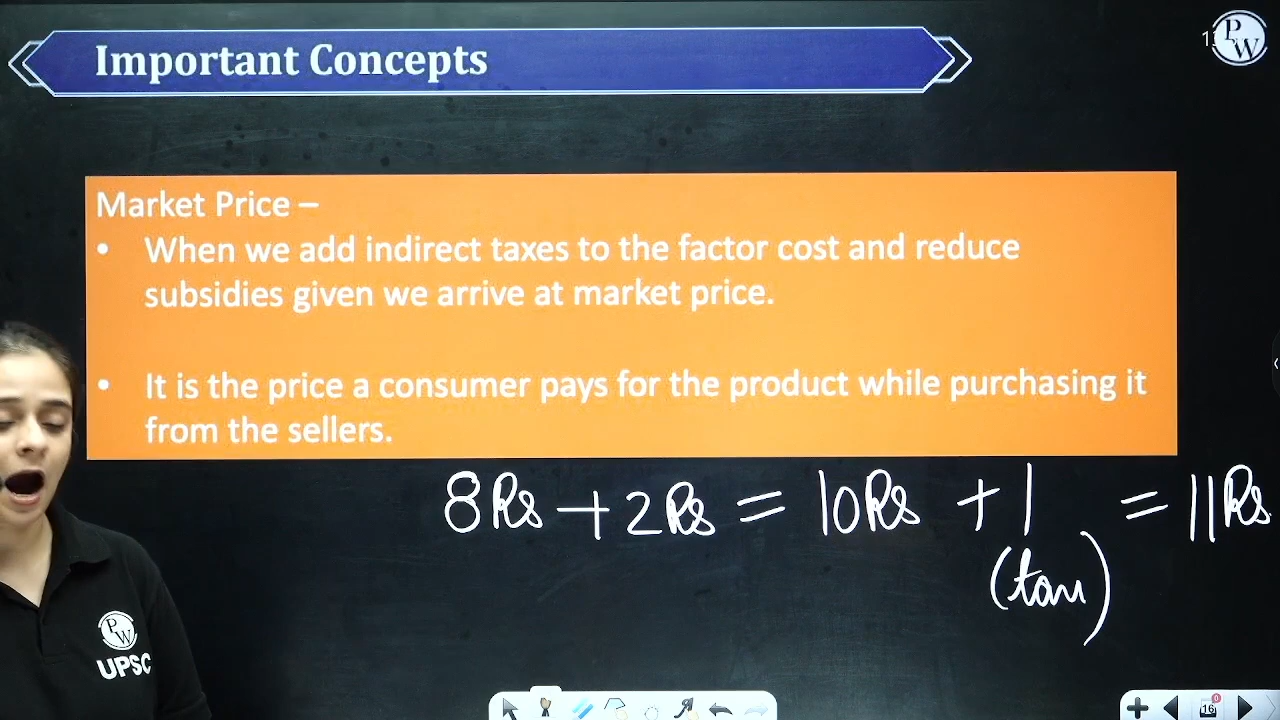 Important Concepts
PW
Market Price –
• When we add indirect taxes to the factor cost and reduce
subsidies given we arrive at market price.
• It is the price a consumer pays for the product while purchasing it
from the sellers.
8Rs + 2Rs = 10Rs + 1 = 11Rs
(tax)
PW
UPSC
16